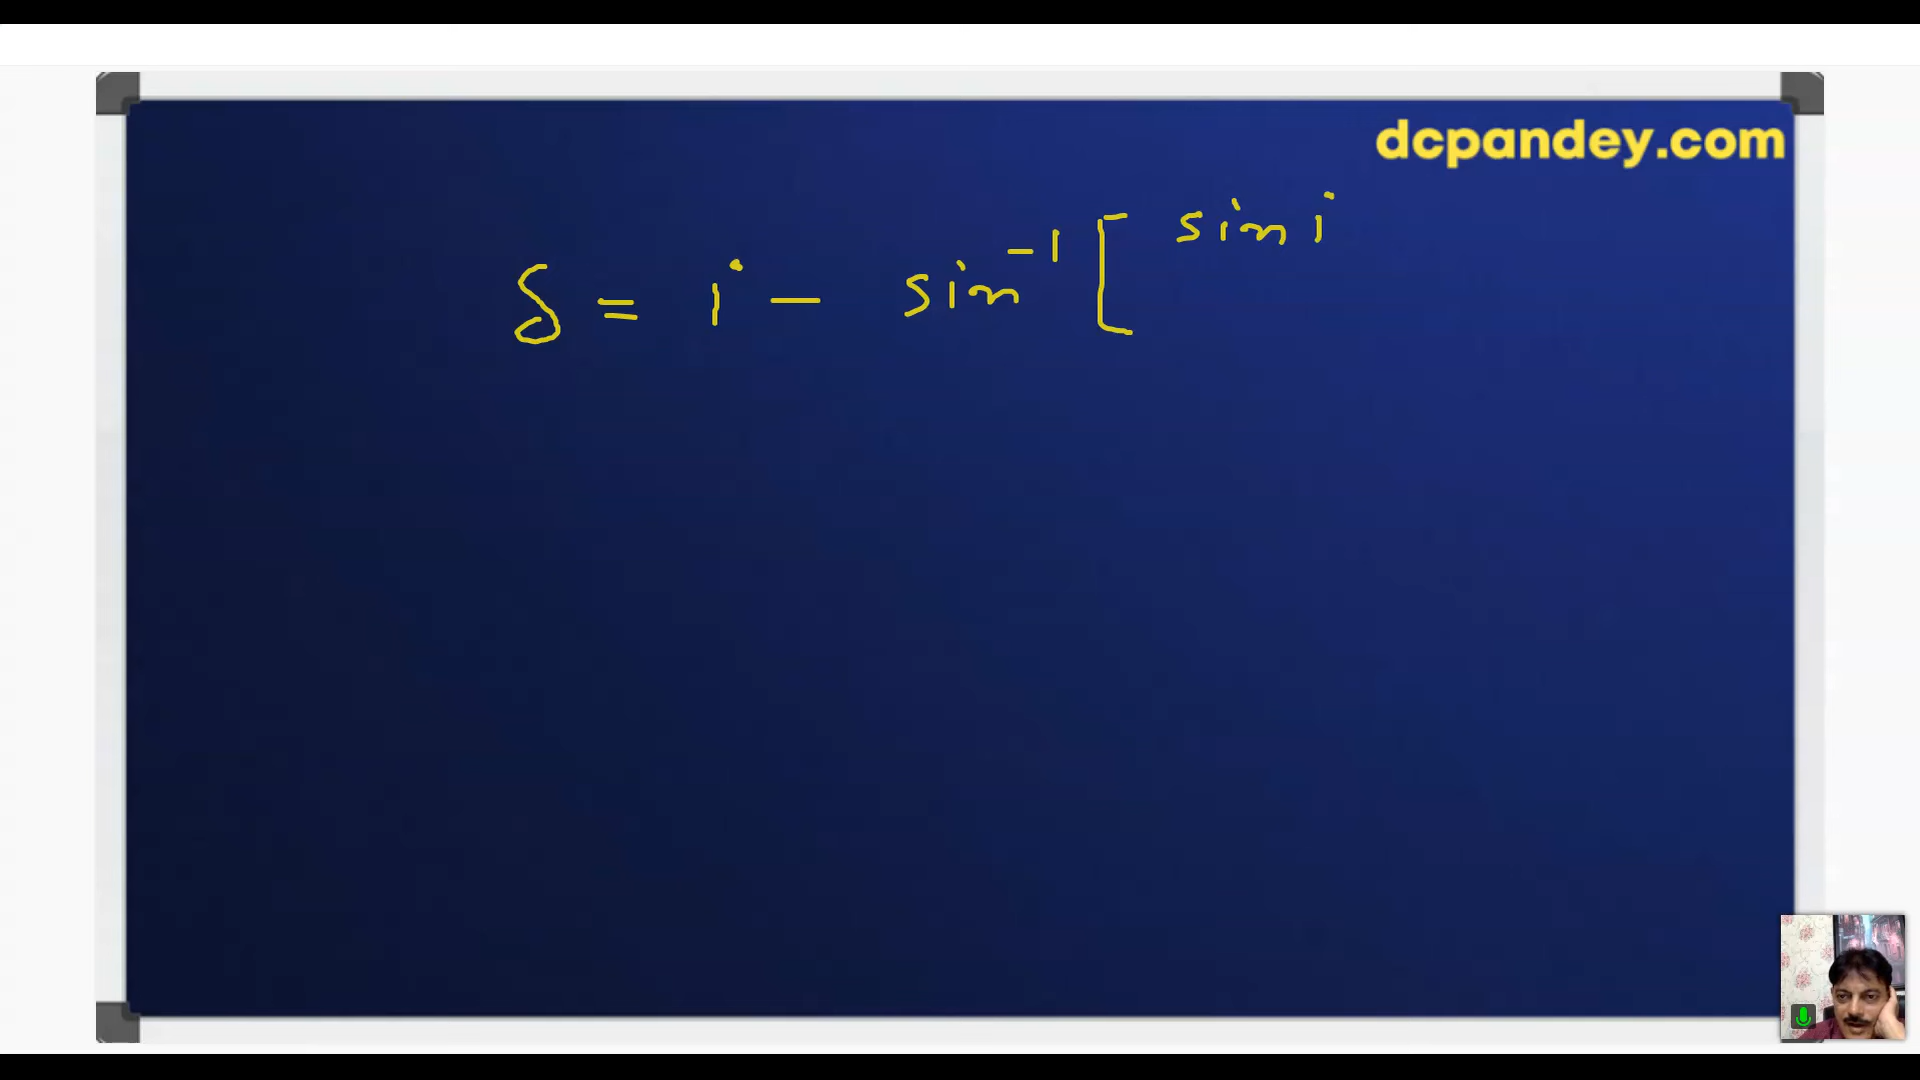 dcpandey.com
δ = i - sin⁻¹ [ sin i